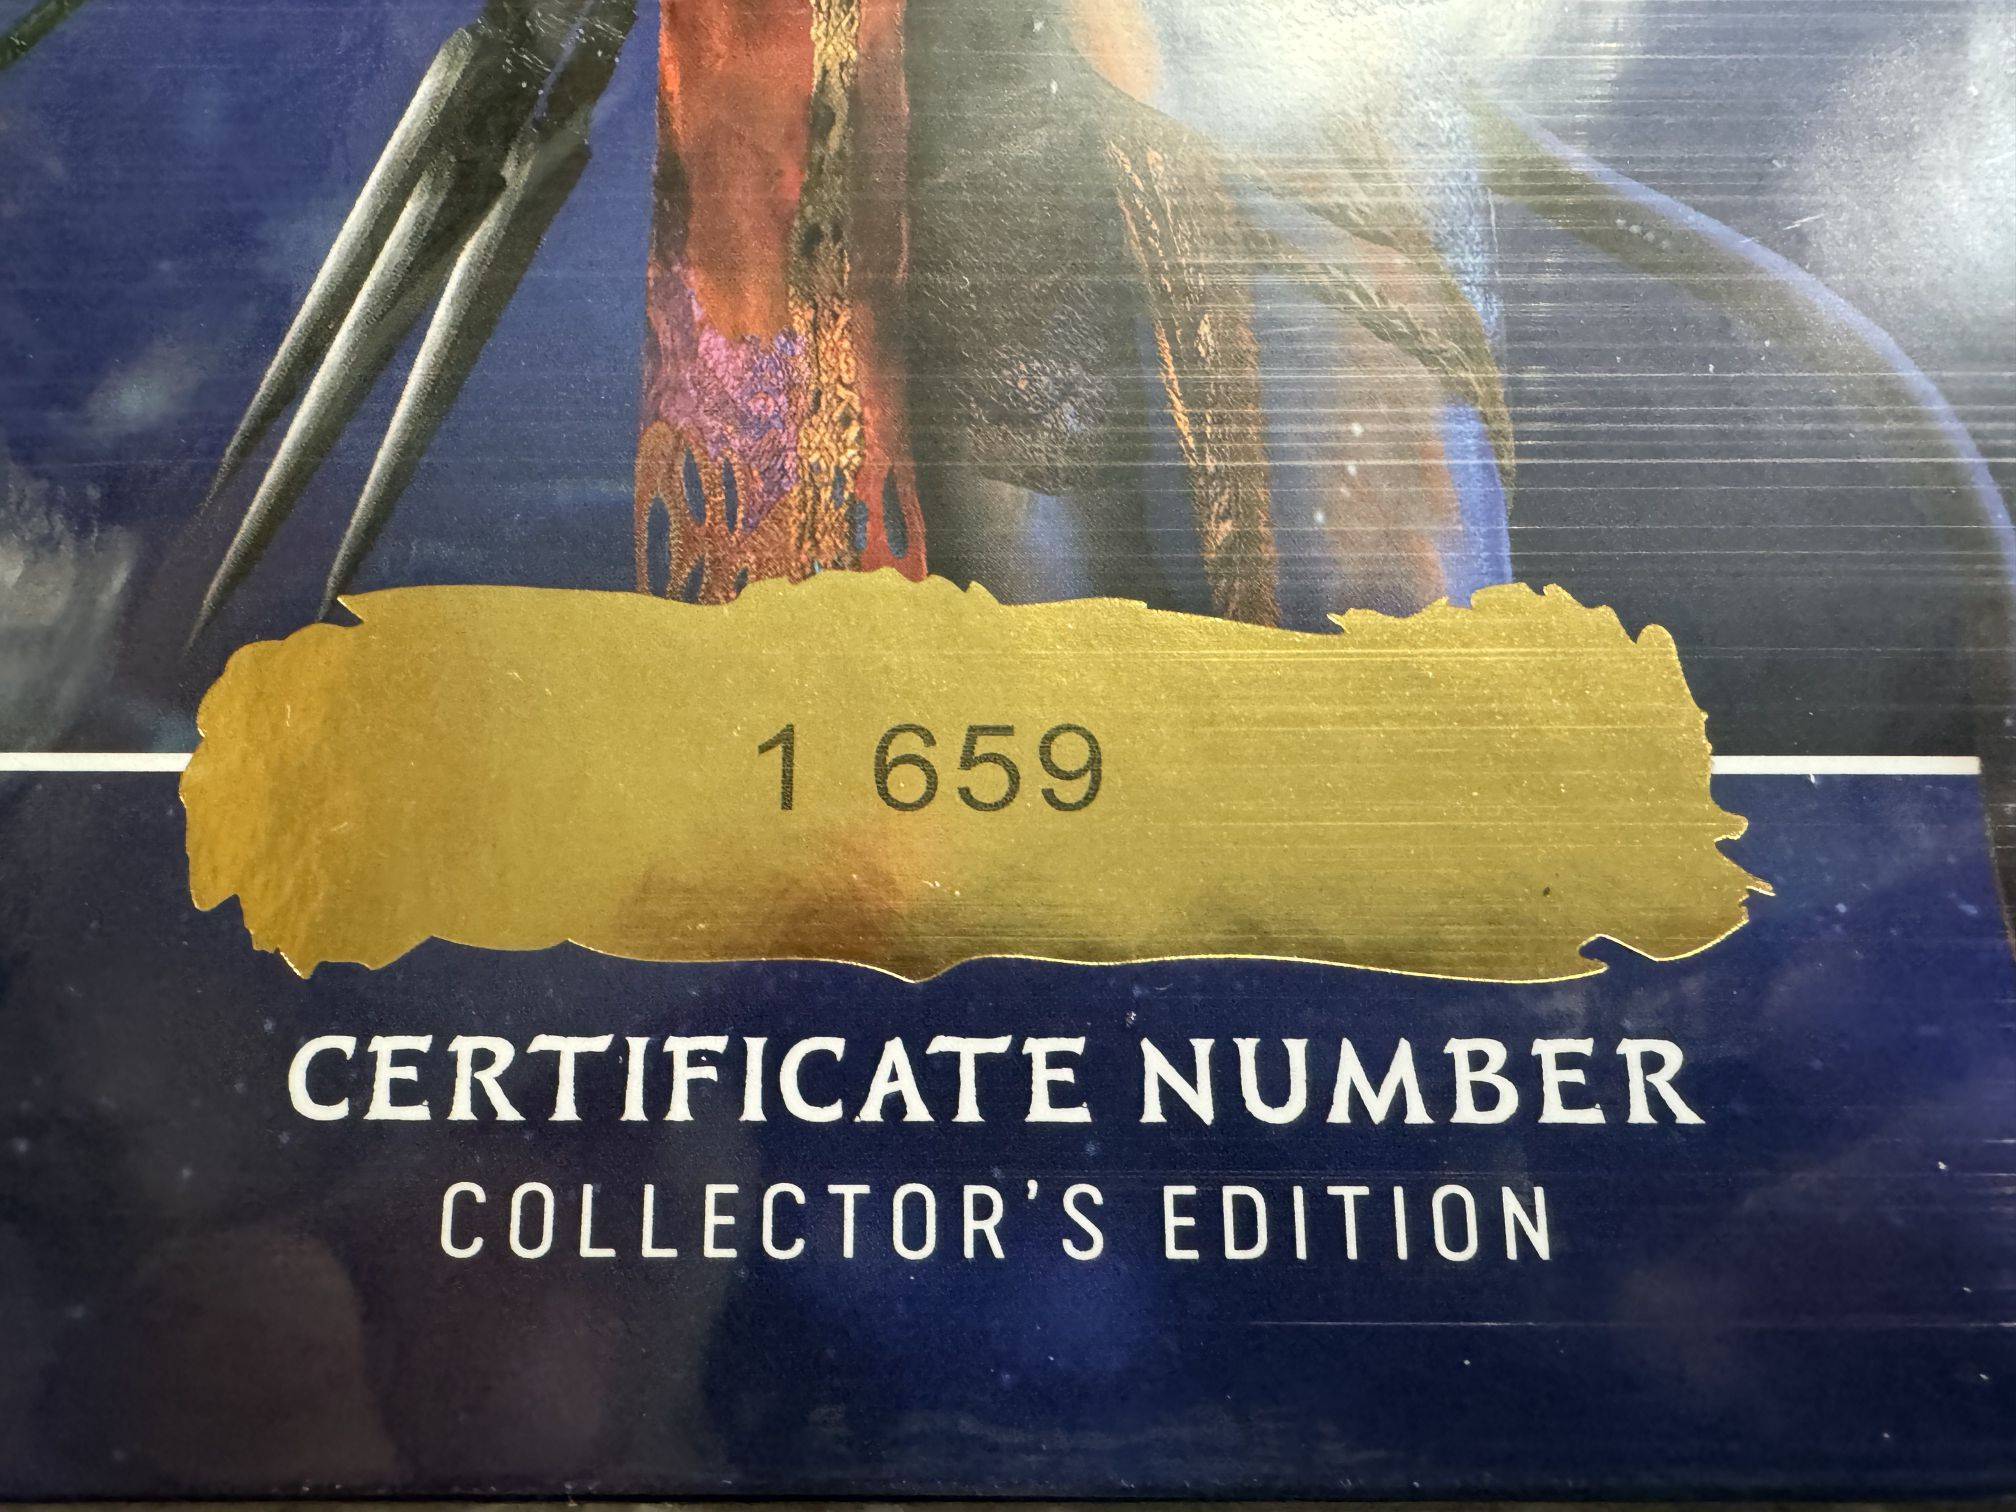 1 659
CERTIFICATE NUMBER
COLLECTOR'S EDITION